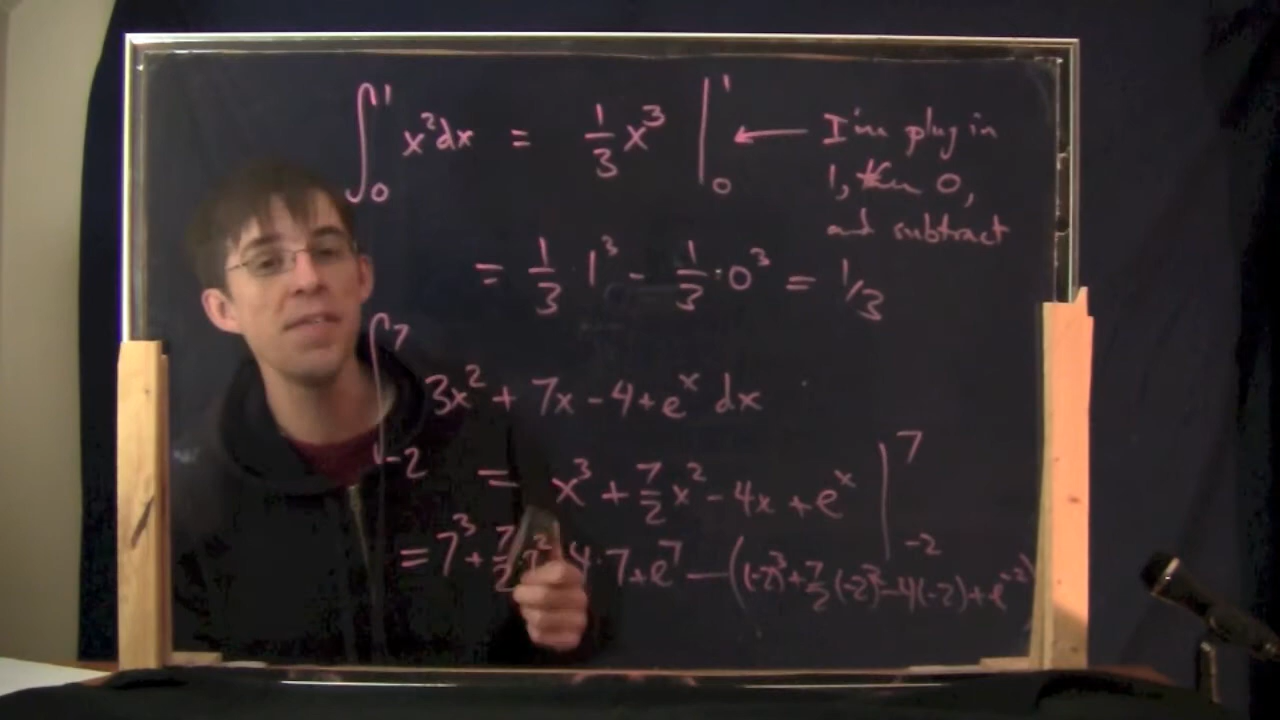 ∫₀¹ x²dx = 1/3 x³ |₀¹ ← I'm plug in
1, then 0,
and subtract
= 1/3 · 1³ - 1/3 · 0³ = 1/3
∫₋₂⁷ 3x² + 7x - 4 + eˣ dx
= x³ + 7/2 x² - 4x + eˣ |₋₂⁷
= 7³ + 7/2 · 7² 4·7 + e⁷ - ((-2)³ + 7/2 (-2)² - 4(-2) + e⁻²)